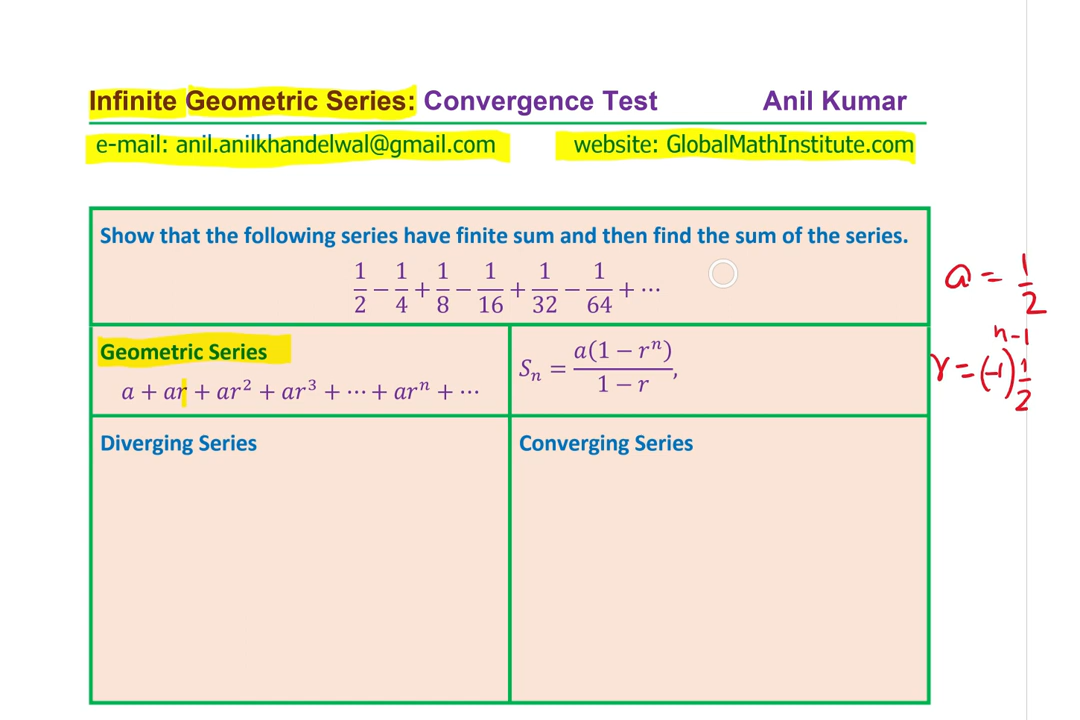 Infinite Geometric Series: Convergence Test Anil Kumar
e-mail: anil.anilkhandelwal@gmail.com website: GlobalMathInstitute.com
Show that the following series have finite sum and then find the sum of the series.
1/2 − 1/4 + 1/8 − 1/16 + 1/32 − 1/64 + ⋯
a = 1/2
Geometric Series
a + ar + ar² + ar³ + ⋯ + arⁿ + ⋯
Sₙ = a(1 − rⁿ)/(1 − r),
r = (-1)ⁿ⁻¹ 1/2
Diverging Series
Converging Series